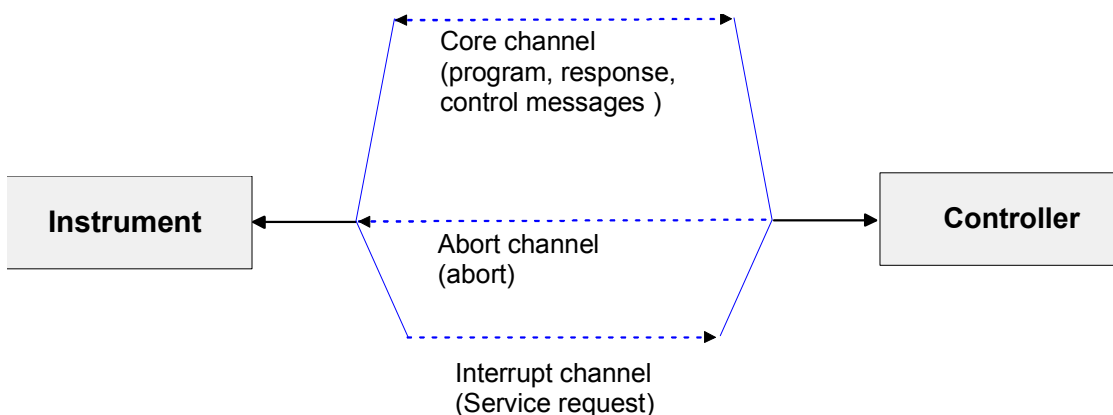 Core channel
(program, response,
control messages )
Instrument
Controller
Abort channel
(abort)
Interrupt channel
(Service request)